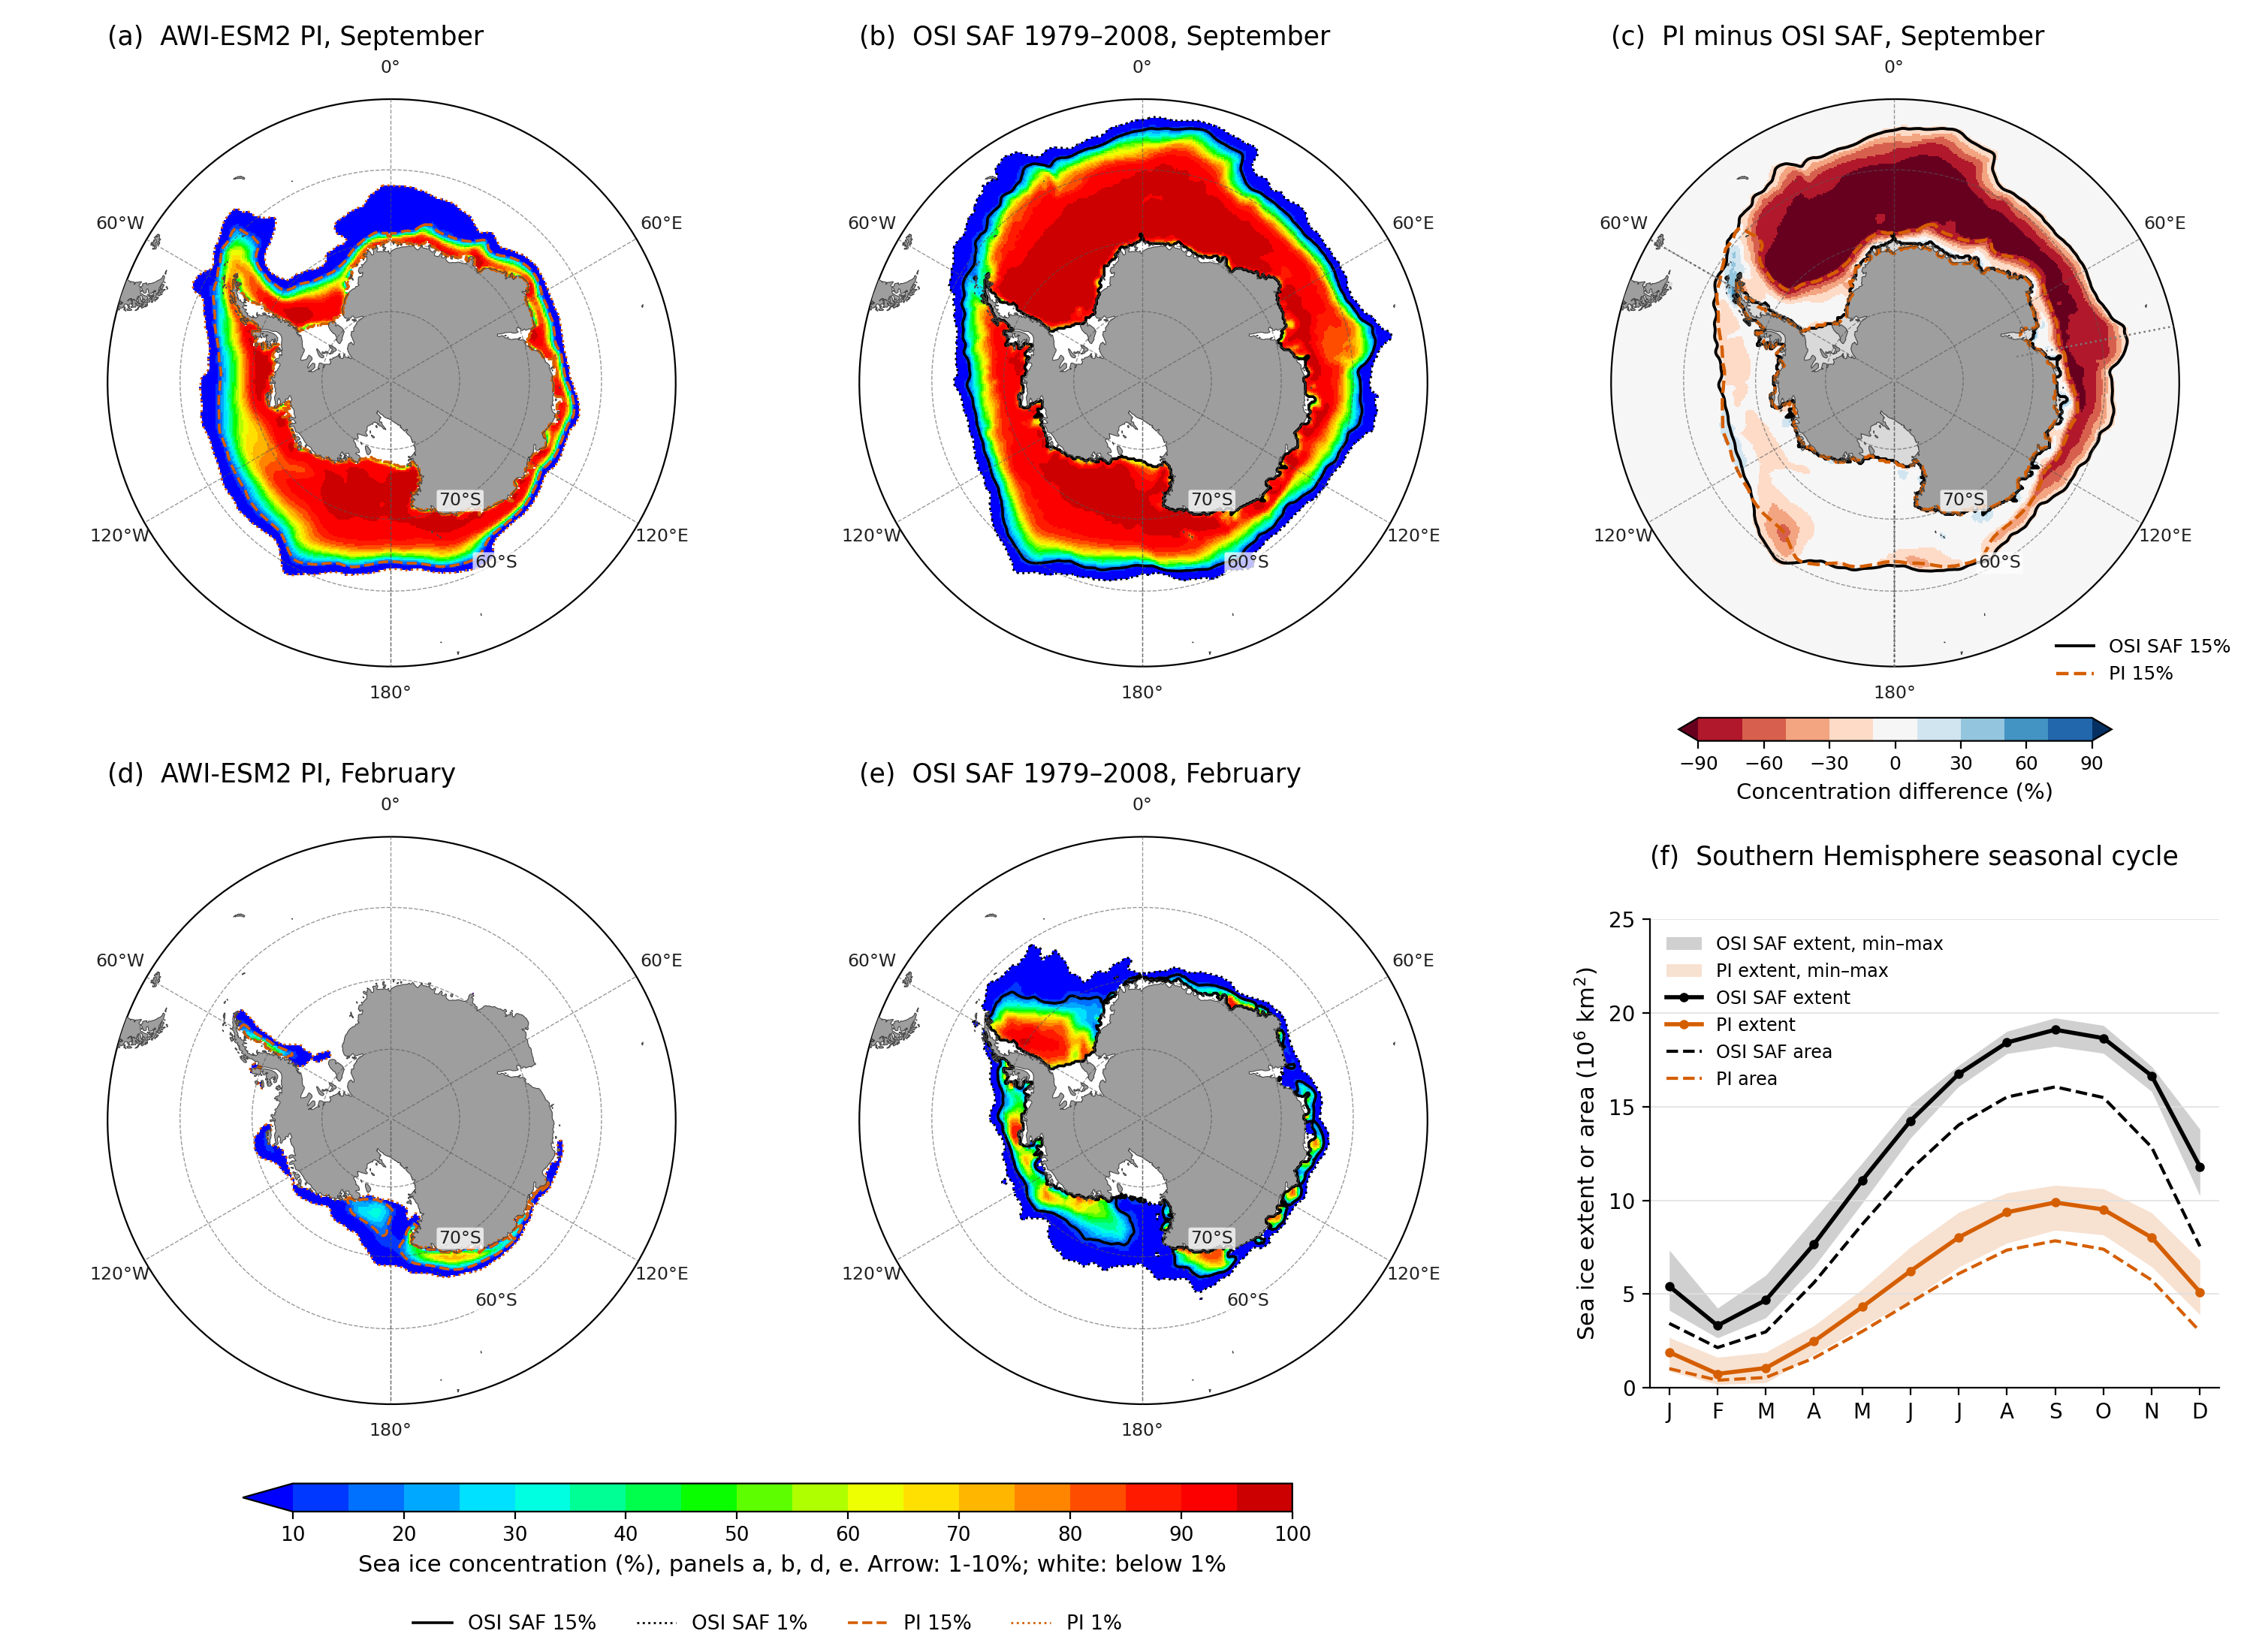 (a)  AWI-ESM2 PI, September
0°
60°W
60°E
120°W
120°E
70°S
60°S
180°
(b)  OSI SAF 1979–2008, September
0°
60°W
60°E
120°W
120°E
70°S
60°S
180°
(c)  PI minus OSI SAF, September
0°
60°W
60°E
120°W
120°E
70°S
60°S
180°
OSI SAF 15%
PI 15%
−90 −60 −30 0 30 60 90
Concentration difference (%)
(d)  AWI-ESM2 PI, February
0°
60°W
60°E
120°W
120°E
70°S
60°S
180°
(e)  OSI SAF 1979–2008, February
0°
60°W
60°E
120°W
120°E
70°S
60°S
180°
(f)  Southern Hemisphere seasonal cycle
Sea ice extent or area (10⁶ km²)
25
20
15
10
5
0
OSI SAF extent, min–max
PI extent, min–max
OSI SAF extent
PI extent
OSI SAF area
PI area
J F M A M J J A S O N D
10 20 30 40 50 60 70 80 90 100
Sea ice concentration (%), panels a, b, d, e. Arrow: 1-10%; white: below 1%
OSI SAF 15% OSI SAF 1% PI 15% PI 1%